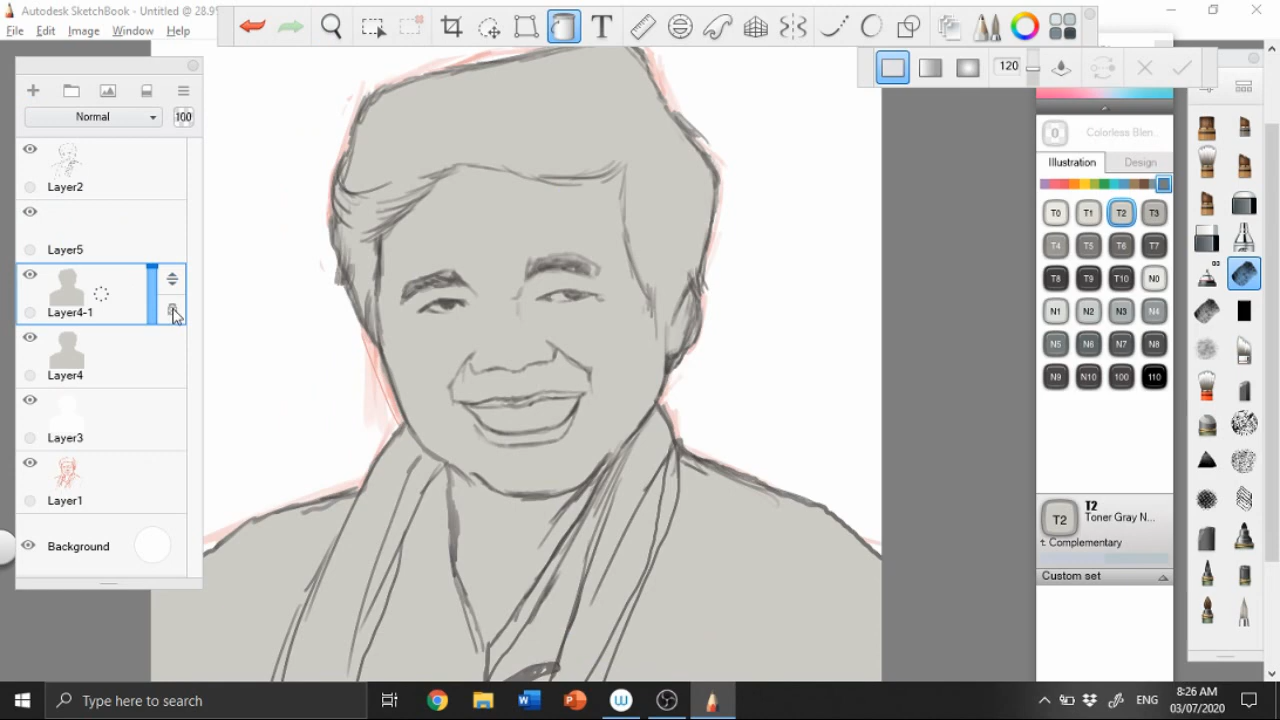 Autodesk SketchBook - Untitled @ 28.9%
File Edit Image Window Help
120
Normal
100
Layer2
Layer5
Layer4-1
Layer4
Layer3
Layer1
Background
0 Colorless Blen...
Illustration Design
T0 T1 T2 T3
T4 T5 T6 T7
T8 T9 T10 N0
N1 N2 N3 N4
N5 N6 N7 N8
N9 N10 100 110
T2 T2
Toner Gray N...
Complementary
Custom set
Type here to search
ENG
8:26 AM
03/07/2020